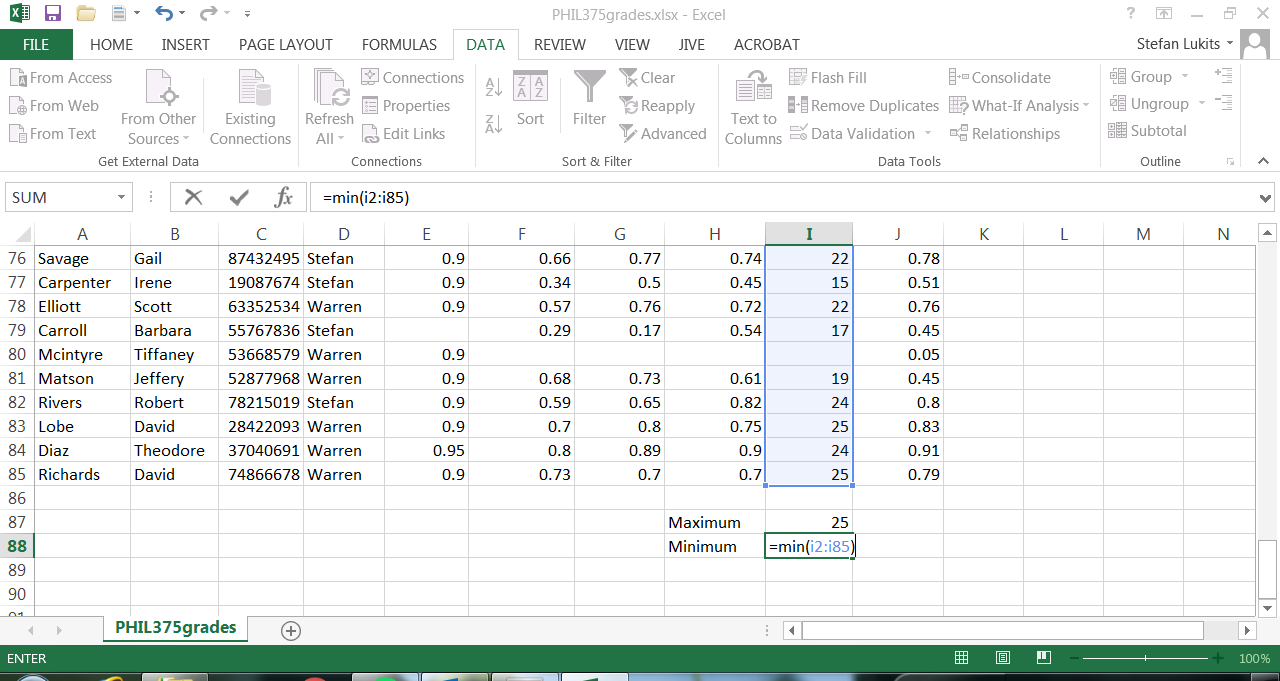 PHIL375grades.xlsx - Excel
?
FILE HOME INSERT PAGE LAYOUT FORMULAS DATA REVIEW VIEW JIVE ACROBAT Stefan Lukits
From Access
From Web
From Text
From Other
Sources
Existing
Connections
Get External Data
Refresh
All
Connections
Properties
Edit Links
Connections
A
Z
Z
A
Z A
A Z
Sort
Filter
Clear
Reapply
Advanced
Sort & Filter
Text to
Columns
Flash Fill
Remove Duplicates
Data Validation
Consolidate
What-If Analysis
Relationships
Data Tools
Group
Ungroup
Subtotal
Outline
SUM fx =min(i2:i85)
A B C D E F G H I J K L M N
76 Savage Gail 87432495 Stefan 0.9 0.66 0.77 0.74 22 0.78
77 Carpenter Irene 19087674 Stefan 0.9 0.34 0.5 0.45 15 0.51
78 Elliott Scott 63352534 Warren 0.9 0.57 0.76 0.72 22 0.76
79 Carroll Barbara 55767836 Stefan 0.29 0.17 0.54 17 0.45
80 Mcintyre Tiffaney 53668579 Warren 0.9 0.05
81 Matson Jeffery 52877968 Warren 0.9 0.68 0.73 0.61 19 0.45
82 Rivers Robert 78215019 Stefan 0.9 0.59 0.65 0.82 24 0.8
83 Lobe David 28422093 Warren 0.9 0.7 0.8 0.75 25 0.83
84 Diaz Theodore 37040691 Warren 0.95 0.8 0.89 0.9 24 0.91
85 Richards David 74866678 Warren 0.9 0.73 0.7 0.7 25 0.79
86
87 Maximum 25
88 Minimum =min(i2:i85)
89
90
91
PHIL375grades
ENTER 100%